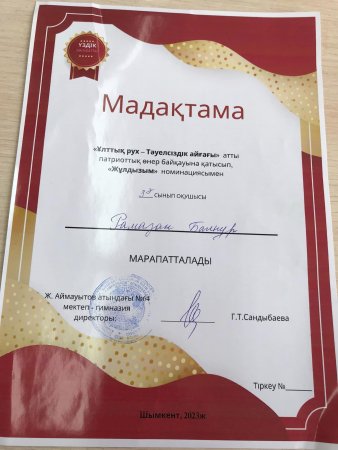 ҮЗДІК
Мадақтама
«Ұлттық рух – Тәуелсіздік айғағы» атты
патриоттық өнер байқауына қатысып,
«Жұлдызым» номинациясымен
сынып оқушысы
Рамазан
МАРАПАТТАЛАДЫ
Ж. Аймауытов атындағы №4
мектеп - гимназия
директоры:
Г.Т.Сандыбаева
Тіркеу №
Шымкент, 2023ж